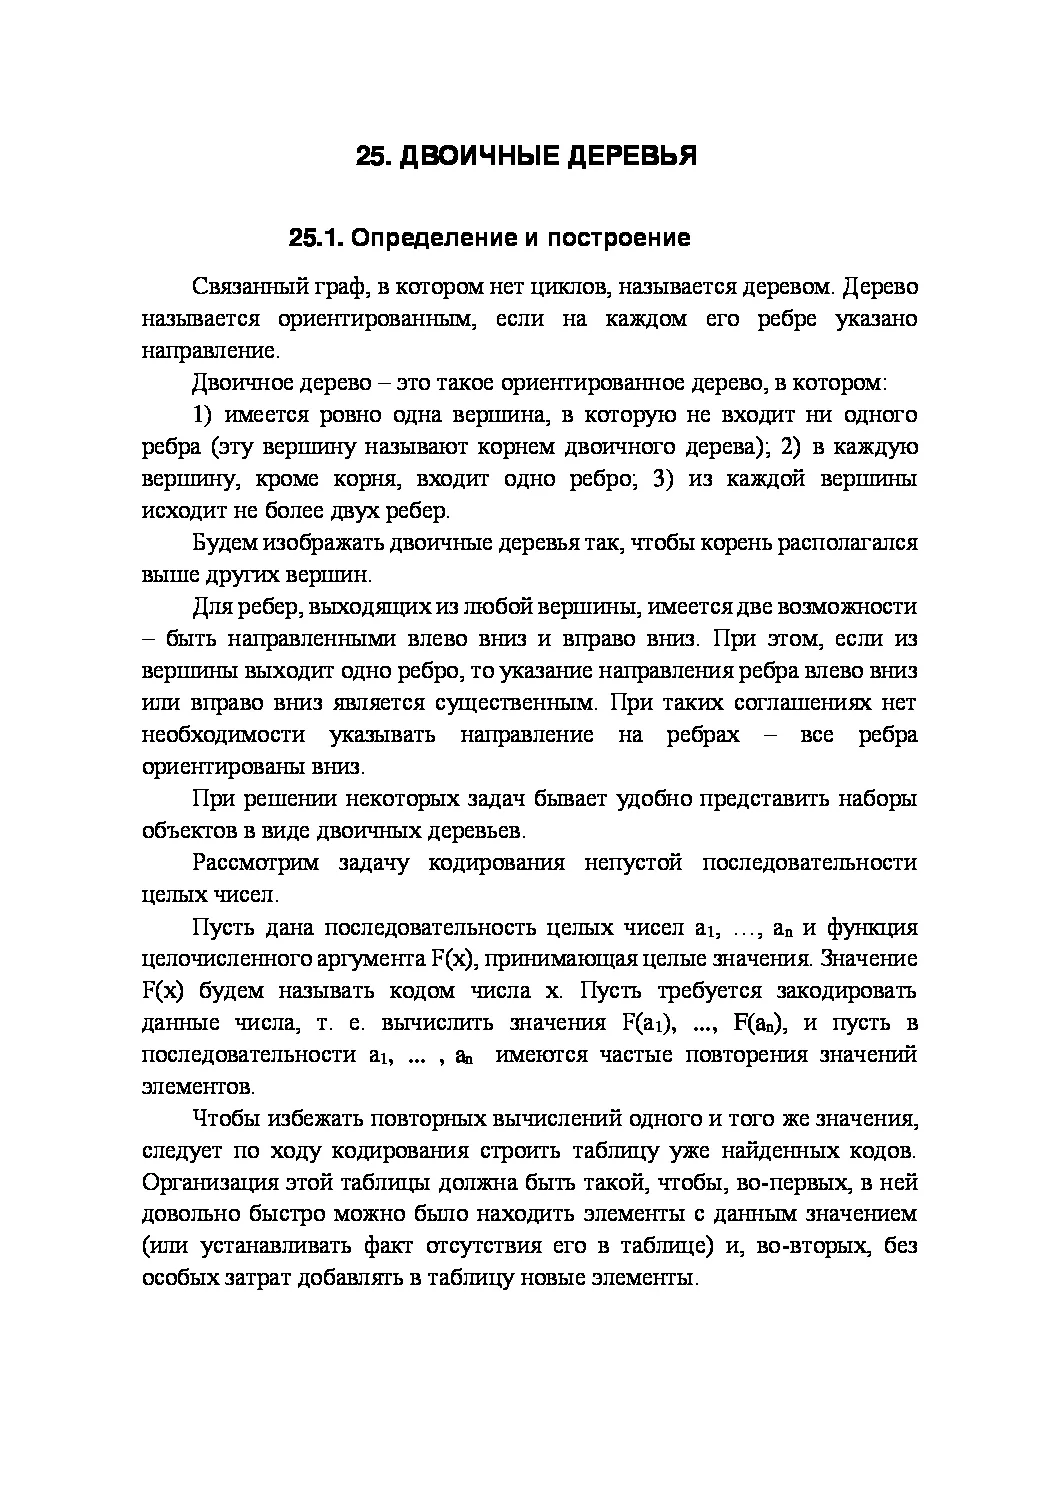 25. ДВОИЧНЫЕ ДЕРЕВЬЯ
25.1. Определение и построение
Связанный граф, в котором нет циклов, называется деревом. Дерево
называется ориентированным, если на каждом его ребре указано
направление.
Двоичное дерево – это такое ориентированное дерево, в котором:
1) имеется ровно одна вершина, в которую не входит ни одного
ребра (эту вершину называют корнем двоичного дерева); 2) в каждую
вершину, кроме корня, входит одно ребро; 3) из каждой вершины
исходит не более двух ребер.
Будем изображать двоичные деревья так, чтобы корень располагался
выше других вершин.
Для ребер, выходящих из любой вершины, имеется две возможности
– быть направленными влево вниз и вправо вниз. При этом, если из
вершины выходит одно ребро, то указание направления ребра влево вниз
или вправо вниз является существенным. При таких соглашениях нет
необходимости указывать направление на ребрах – все ребра
ориентированы вниз.
При решении некоторых задач бывает удобно представить наборы
объектов в виде двоичных деревьев.
Рассмотрим задачу кодирования непустой последовательности
целых чисел.
Пусть дана последовательность целых чисел a1, …, an и функция
целочисленного аргумента F(x), принимающая целые значения. Значение
F(x) будем называть кодом числа x. Пусть требуется закодировать
данные числа, т. е. вычислить значения F(a1), ..., F(an), и пусть в
последовательности a1, ... , an имеются частые повторения значений
элементов.
Чтобы избежать повторных вычислений одного и того же значения,
следует по ходу кодирования строить таблицу уже найденных кодов.
Организация этой таблицы должна быть такой, чтобы, во-первых, в ней
довольно быстро можно было находить элементы с данным значением
(или устанавливать факт отсутствия его в таблице) и, во-вторых, без
особых затрат добавлять в таблицу новые элементы.